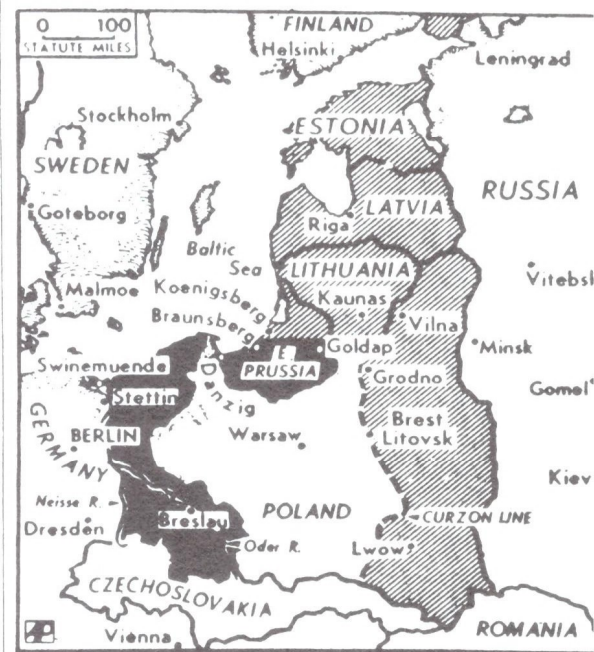 0 100
STATUTE MILES
FINLAND
Helsinki
Leningrad
Stockholm
ESTONIA
SWEDEN
RUSSIA
Goteborg
LATVIA
Riga
Baltic
Sea
LITHUANIA
Vitebsk
Malmoe
Koenigsberg
Kaunas
Braunsberg
Vilna
Goldap
Minsk
E.
PRUSSIA
Swinemuende
Danzig
Grodno
Stettin
Gomel
GERMANY
BERLIN
Warsaw
Brest
Litovsk
Kiev
Neisse R.
Breslau
POLAND
CURZON LINE
Dresden
Oder R.
Lwow
CZECHOSLOVAKIA
Vienna
ROMANIA
AP